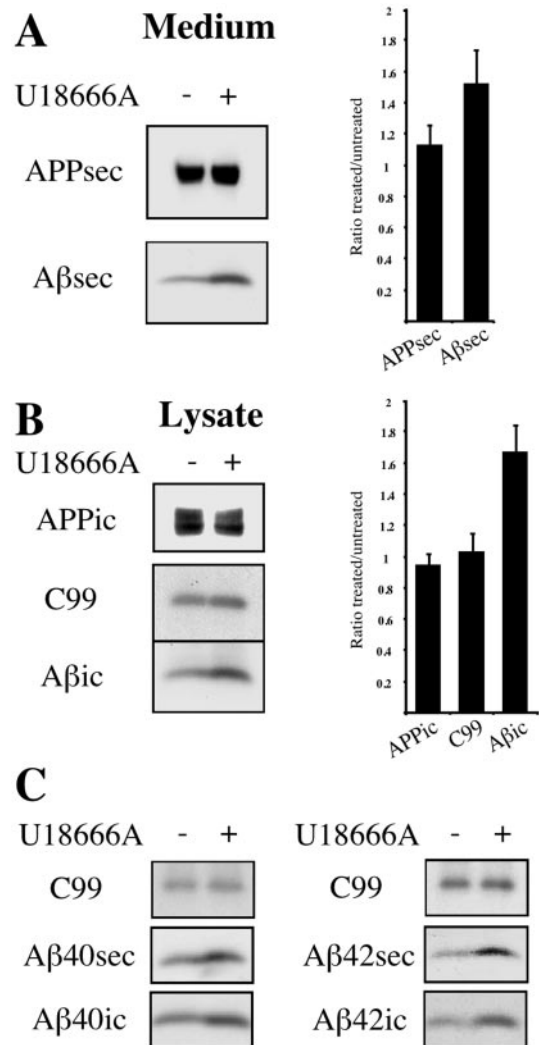 A Medium
U18666A - +
APPsec
Aβsec
Ratio treated/untreated
1.8
1.6
1.4
1.2
1
0.8
0.6
0.4
0.2
APPsec Aβsec
B Lysate
U18666A - +
APPic
C99
Aβic
Ratio treated/untreated
2
1.8
1.6
1.4
1.2
1
0.8
0.6
0.4
0.2
APPic C99 Aβic
C
U18666A - +
C99
Aβ40sec
Aβ40ic
U18666A - +
C99
Aβ42sec
Aβ42ic